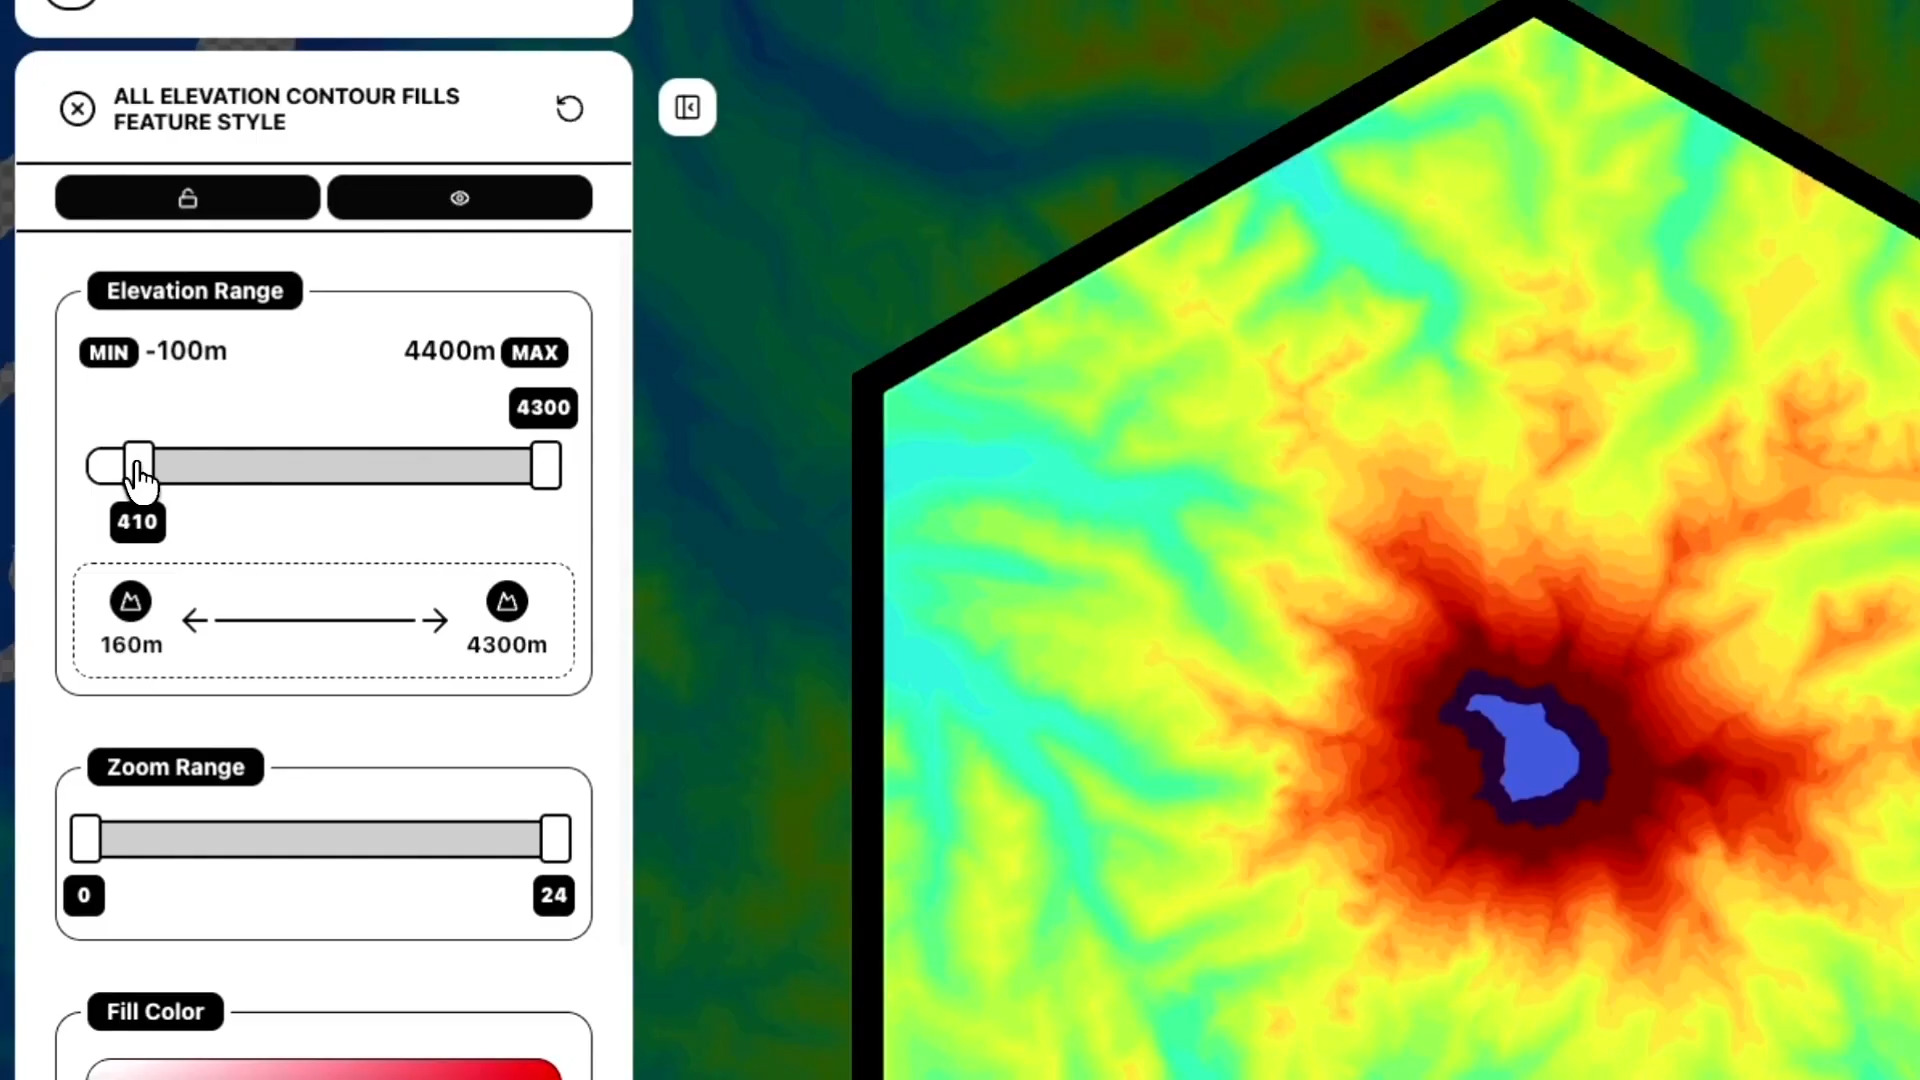 ALL ELEVATION CONTOUR FILLS
FEATURE STYLE
Elevation Range
MIN -100m
4400m MAX
4300
410
160m
4300m
Zoom Range
0
24
Fill Color